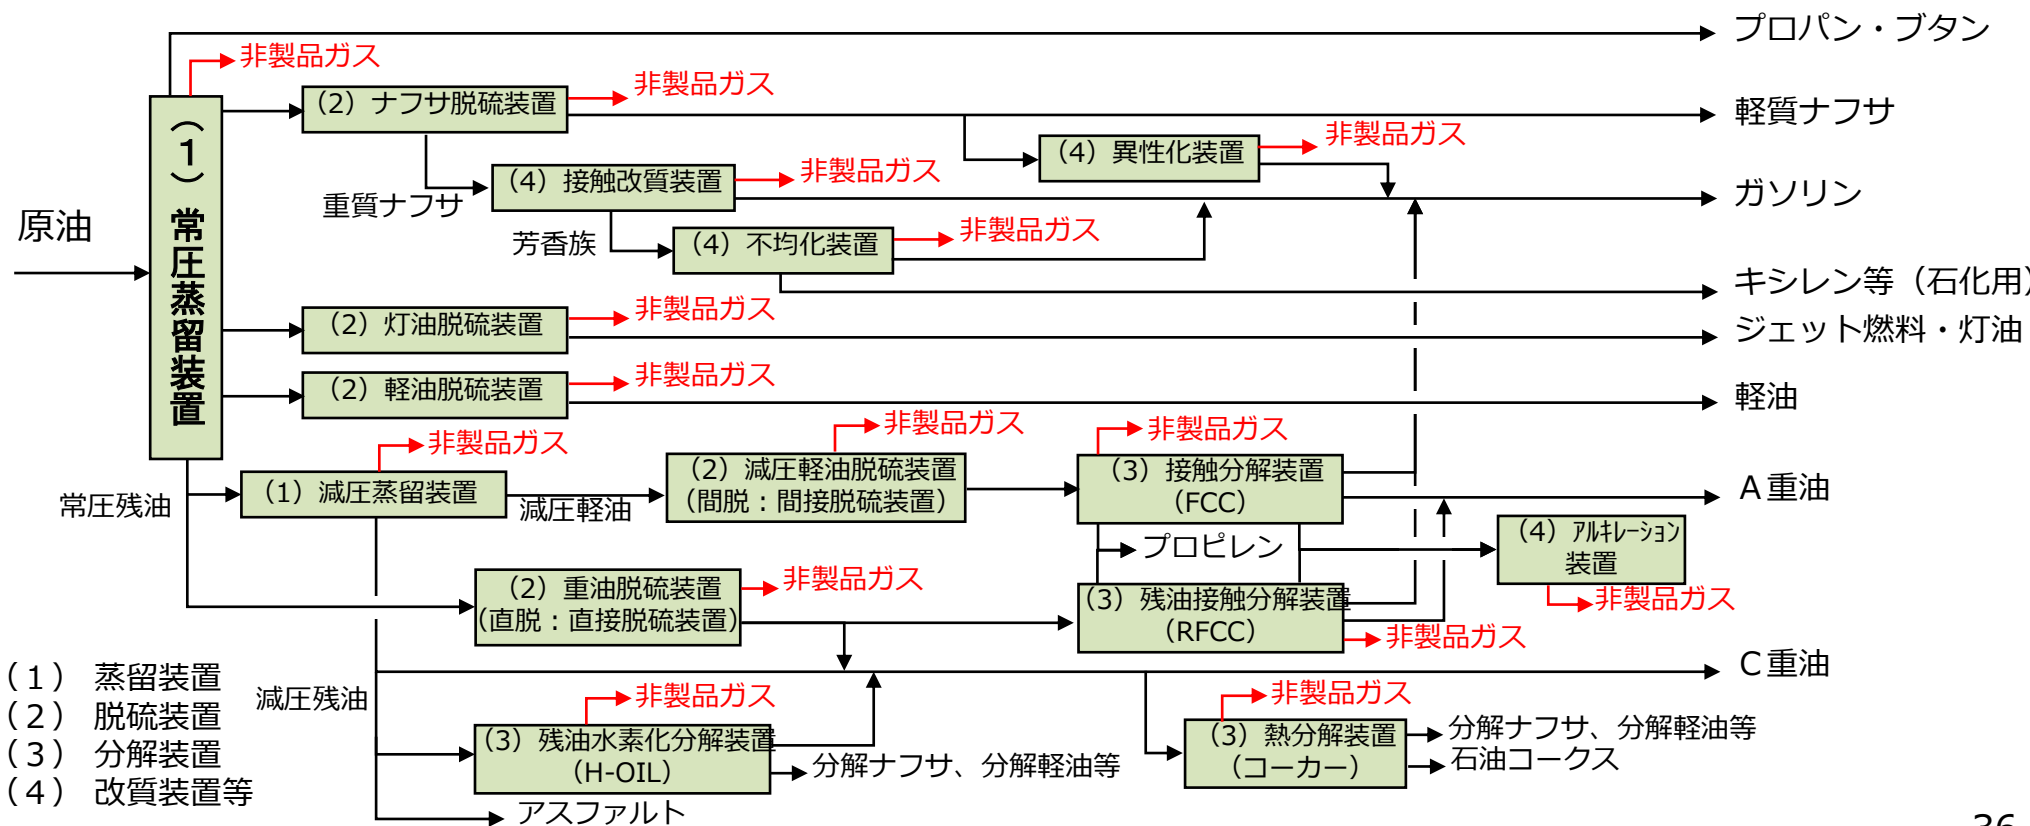 プロパン・ブタン
非製品ガス
(2) ナフサ脱硫装置
非製品ガス
軽質ナフサ
(4) 異性化装置
非製品ガス
(4) 接触改質装置
非製品ガス
重質ナフサ
ガソリン
原油
(1) 常圧蒸留装置
芳香族
(4) 不均化装置
非製品ガス
キシレン等(石化用)
(2) 灯油脱硫装置
非製品ガス
ジェット燃料・灯油
(2) 軽油脱硫装置
非製品ガス
軽油
非製品ガス
非製品ガス
非製品ガス
常圧残油
(1) 減圧蒸留装置
減圧軽油
(2) 減圧軽油脱硫装置
(間脱:間接脱硫装置)
(3) 接触分解装置
(FCC)
A重油
プロピレン
(4) アルキレーション
装置
非製品ガス
(2) 重油脱硫装置
(直脱:直接脱硫装置)
非製品ガス
(3) 残油接触分解装置
(RFCC)
非製品ガス
C重油
減圧残油
非製品ガス
(3) 残油水素化分解装置
(H-OIL)
分解ナフサ、分解軽油等
非製品ガス
(3) 熱分解装置
(コーカー)
分解ナフサ、分解軽油等
石油コークス
アスファルト
(1) 蒸留装置
(2) 脱硫装置
(3) 分解装置
(4) 改質装置等
36